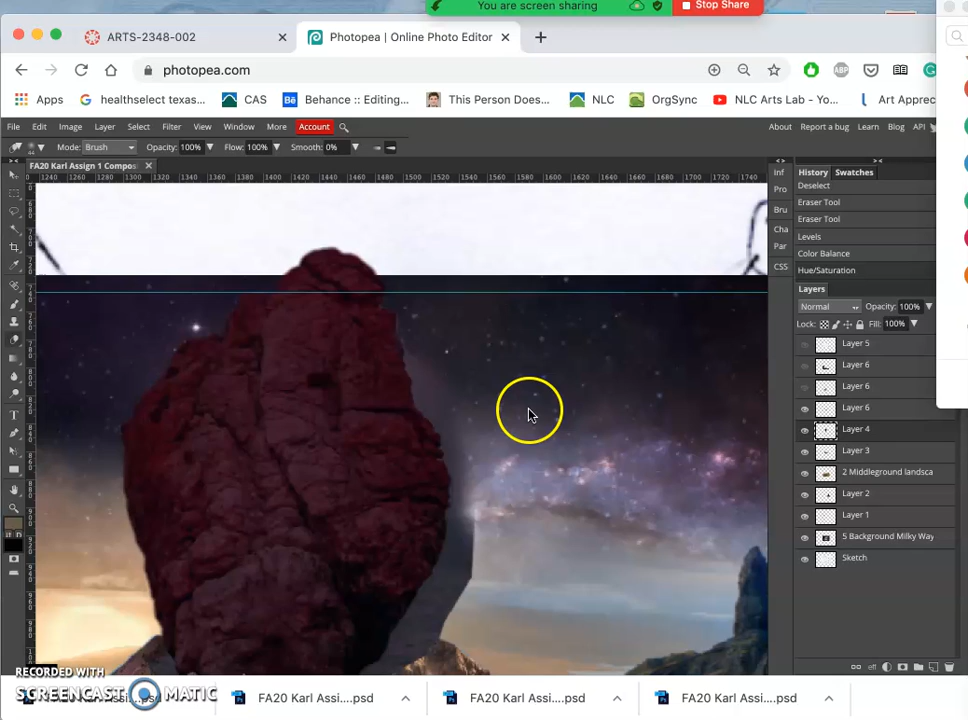 You are screen sharing
Stop Share
ARTS-2348-002
Photopea | Online Photo Editor
photopea.com
Apps
healthselect texas...
CAS
Behance :: Editing...
This Person Does...
NLC
OrgSync
NLC Arts Lab - Yo...
Art Apprec
File Edit Image Layer Select Filter View Window More Account
About Report a bug Learn Blog API
Mode: Brush Opacity: 100% Flow: 100% Smooth: 0%
FA20 Karl Assign 1 Compos
1240 1260 1280 1300 1320 1340 1360 1380 1400 1420 1440 1460 1480 1500 1520 1540 1560 1580 1600 1620 1640 1660 1680 1700 1720 1740
Inf
Pro
Bru
Cha
Par
CSS
History Swatches
Deselect
Eraser Tool
Eraser Tool
Levels
Color Balance
Hue/Saturation
Layers
Normal Opacity: 100%
Lock: Fill: 100%
Layer 5
Layer 6
Layer 6
Layer 6
Layer 4
Layer 3
2 Middleground landsca
Layer 2
Layer 1
5 Background Milky Way
Sketch
eff
RECORDED WITH
SCREENCAST MATIC
FA20 Karl Assi....psd
FA20 Karl Assi....psd
FA20 Karl Assi....psd